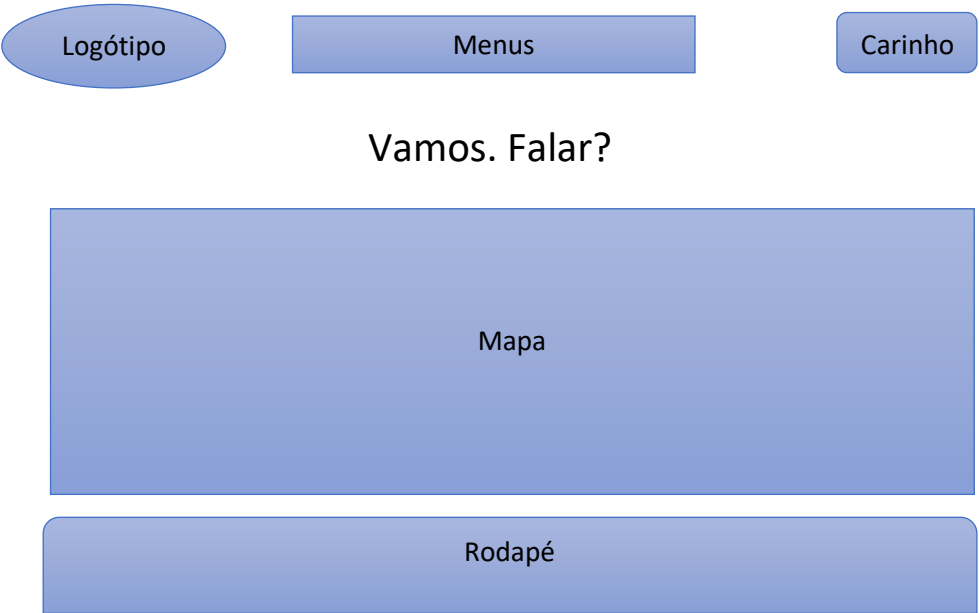 Logótipo
Menus
Carinho
Vamos. Falar?
Mapa
Rodapé